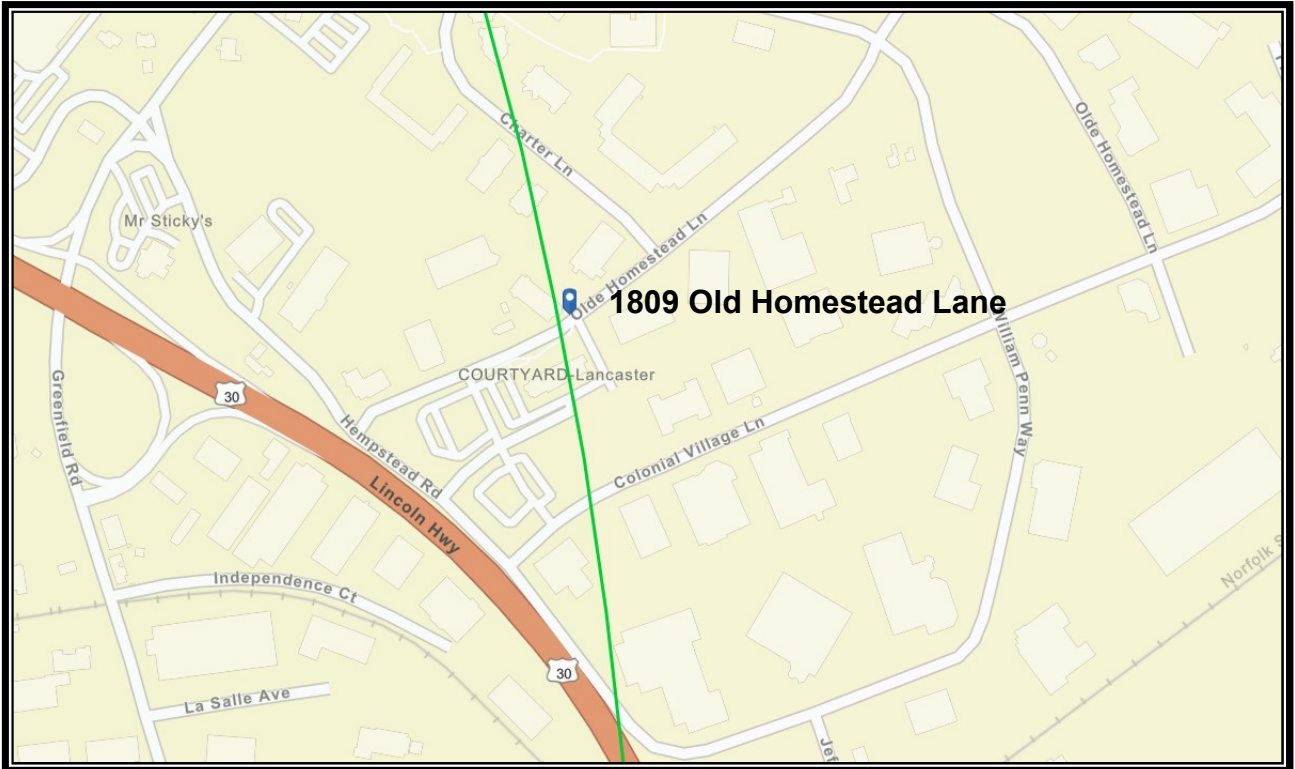 Charter Ln
Olde Homestead Ln
Mr Sticky's
Olde Homestead Ln
1809 Old Homestead Lane
William Penn Way
COURTYARD-Lancaster
30
Greenfield Rd
Hempstead Rd
Colonial Village Ln
Lincoln Hwy
Independence Ct
Norfolk
30
La Salle Ave